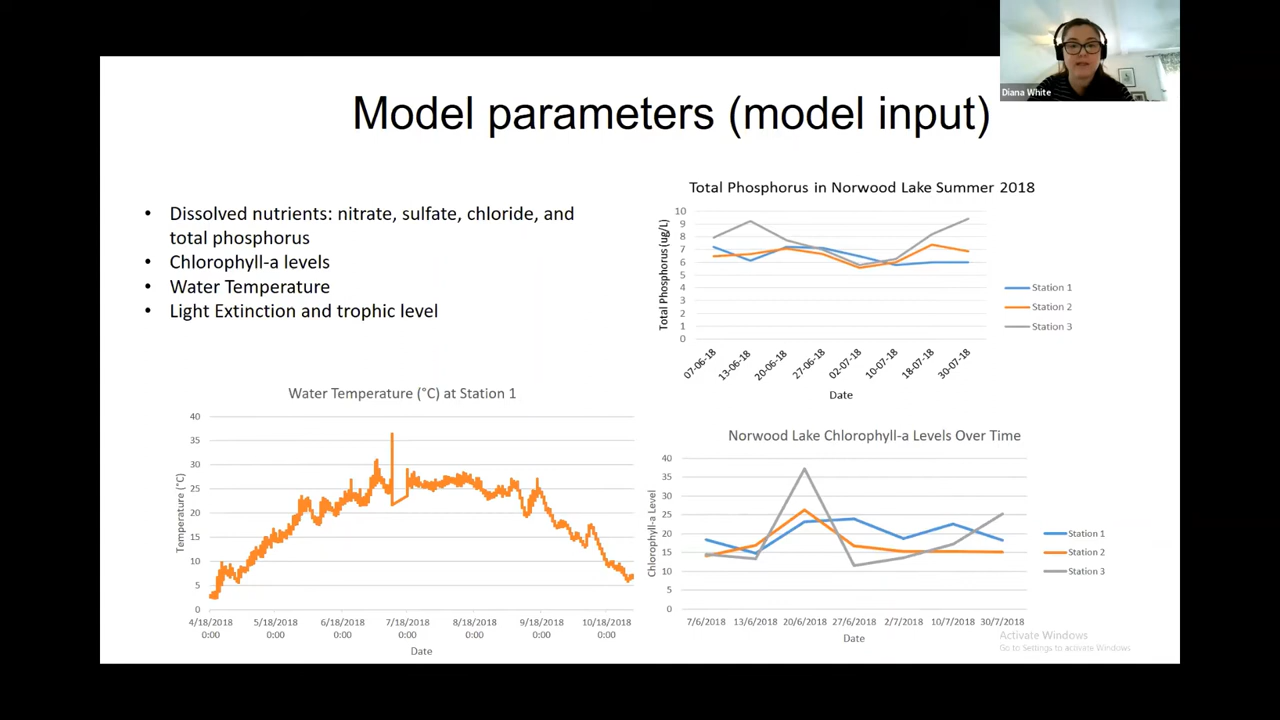 Diana White
Model parameters (model input)
• Dissolved nutrients: nitrate, sulfate, chloride, and
total phosphorus
• Chlorophyll-a levels
• Water Temperature
• Light Extinction and trophic level
Total Phosphorus in Norwood Lake Summer 2018
Total Phosphorus (ug/L)
10
9
8
7
6
5
4
3
2
1
0
07-06-18
13-06-18
20-06-18
27-06-18
02-07-18
10-07-18
18-07-18
30-07-18
Date
Station 1
Station 2
Station 3
Water Temperature (°C) at Station 1
Temperature (°C)
40
35
30
25
20
15
10
5
0
4/18/2018 5/18/2018 6/18/2018 7/18/2018 8/18/2018 9/18/2018 10/18/2018
0:00 0:00 0:00 0:00 0:00 0:00 0:00
Date
Norwood Lake Chlorophyll-a Levels Over Time
Chlorophyll-a Level
40
35
30
25
20
15
10
5
0
7/6/2018 13/6/2018 20/6/2018 27/6/2018 2/7/2018 10/7/2018 30/7/2018
Date
Station 1
Station 2
Station 3
Activate Windows
Go to Settings to activate Windows.